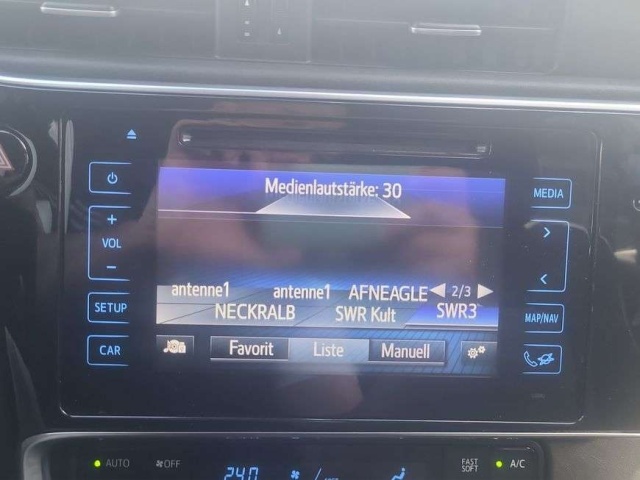 Medienlautstärke: 30
MEDIA
+
VOL
−
antenne1 antenne1 AFNEAGLE ◀ 2/3 ▶
NECKRALB SWR Kult SWR3
SETUP
MAP/NAV
CAR
Favorit Liste Manuell
AUTO OFF 24.0 FAST SOFT A/C